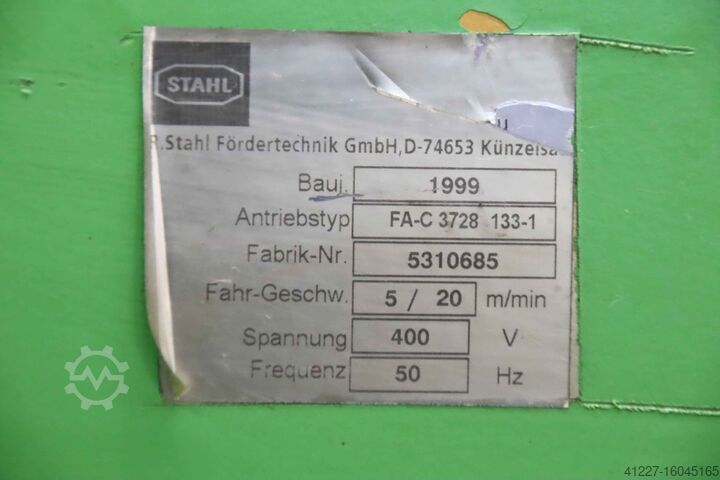 STAHL
R.Stahl Fördertechnik GmbH,D-74653 Künzelsa
Bauj. 1999
Antriebstyp FA-C 3728 133-1
Fabrik-Nr. 5310685
Fahr-Geschw. 5 / 20 m/min
Spannung 400 V
Frequenz 50 Hz
41227-16045165